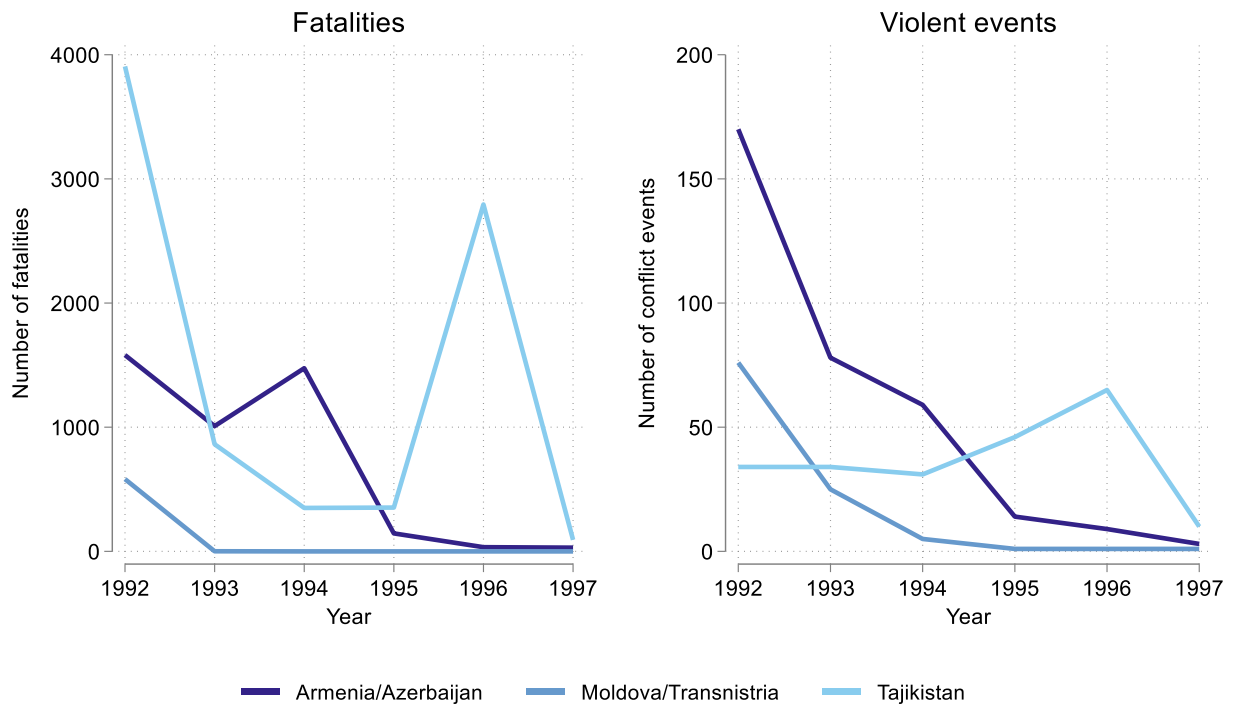 Fatalities
4000
3000
2000
1000
0
Number of fatalities
1992 1993 1994 1995 1996 1997
Year
Violent events
200
150
100
50
0
Number of conflict events
1992 1993 1994 1995 1996 1997
Year
Armenia/Azerbaijan Moldova/Transnistria Tajikistan